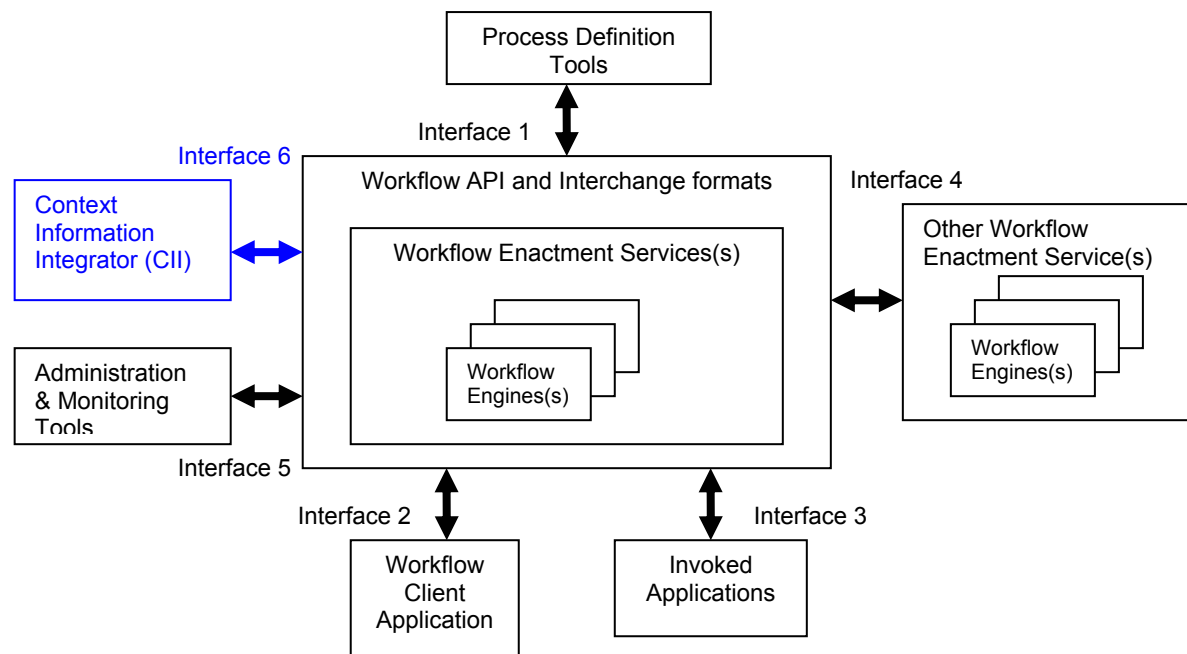 Process Definition
Tools
Interface 1
Interface 6
Workflow API and Interchange formats
Interface 4
Context
Information
Integrator (CII)
Workflow Enactment Services(s)
Workflow
Engines(s)
Other Workflow
Enactment Service(s)
Workflow
Engines(s)
Administration
& Monitoring
Tools
Interface 5
Interface 2
Interface 3
Workflow
Client
Application
Invoked
Applications